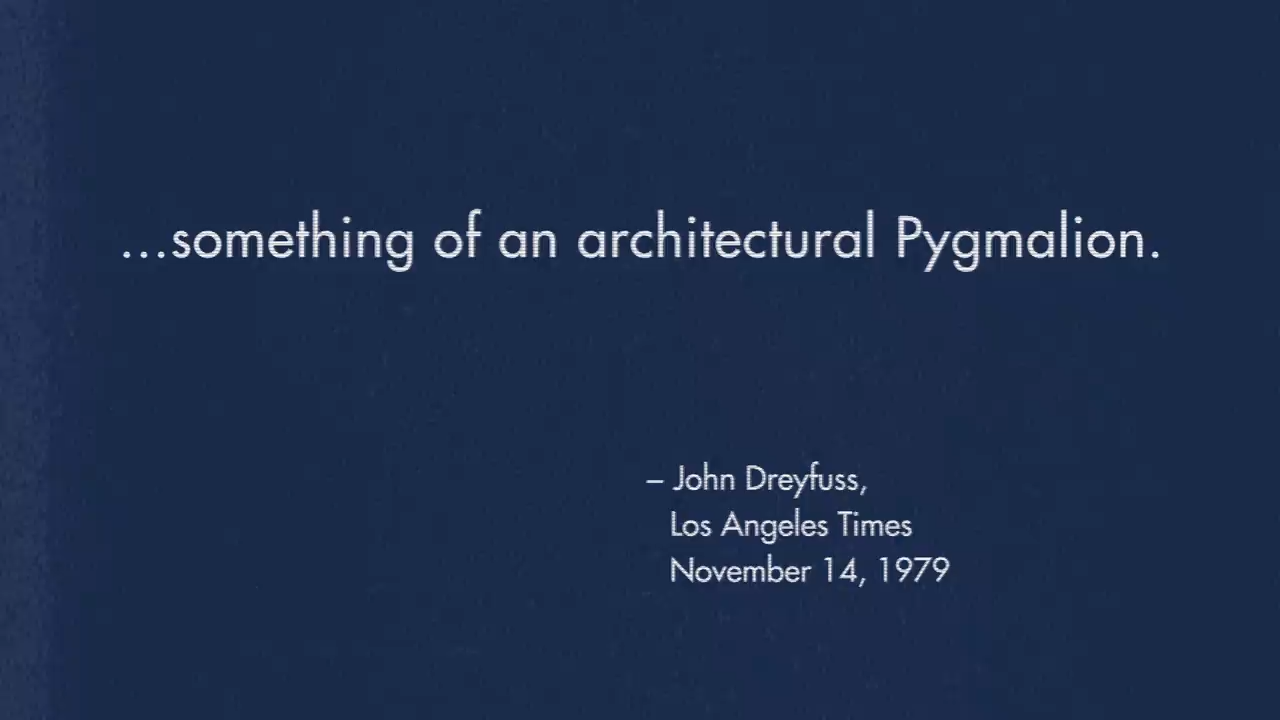 ...something of an architectural Pygmalion.
– John Dreyfuss,
Los Angeles Times
November 14, 1979